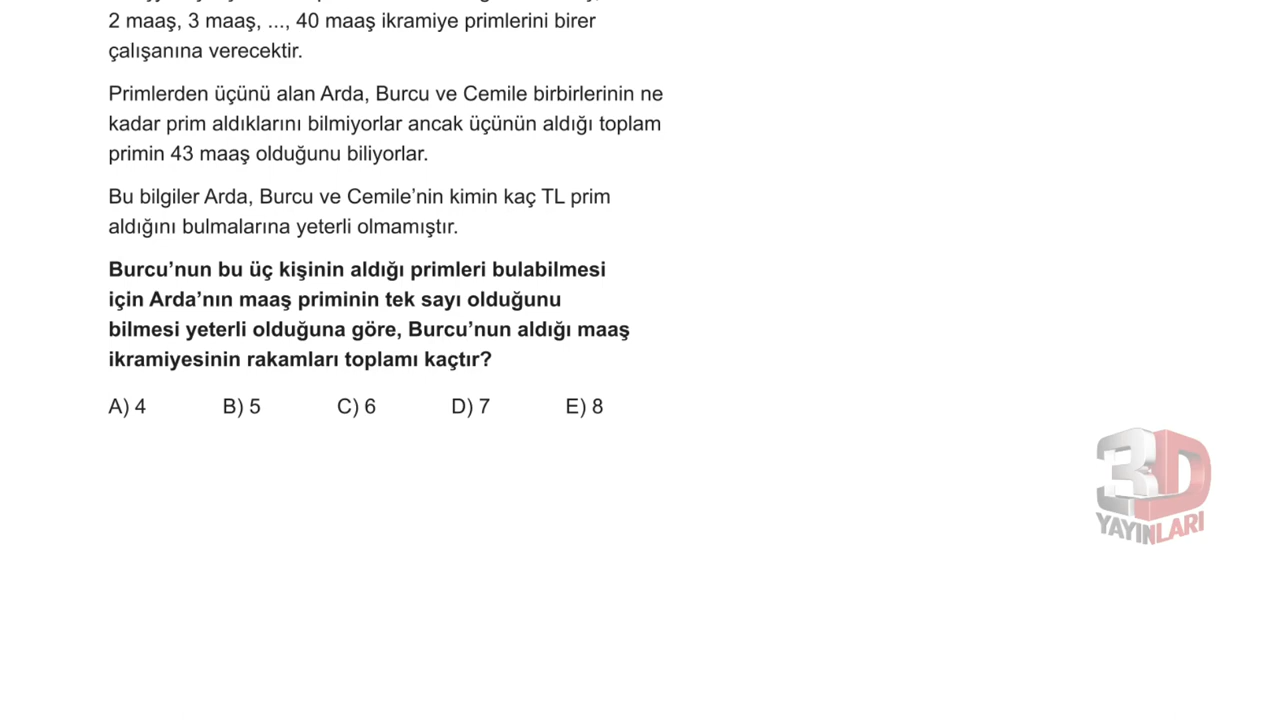 2 maaş, 3 maaş, ..., 40 maaş ikramiye primlerini birer
çalışanına verecektir.
Primlerden üçünü alan Arda, Burcu ve Cemile birbirlerinin ne
kadar prim aldıklarını bilmiyorlar ancak üçünün aldığı toplam
primin 43 maaş olduğunu biliyorlar.
Bu bilgiler Arda, Burcu ve Cemile’nin kimin kaç TL prim
aldığını bulmalarına yeterli olmamıştır.
Burcu’nun bu üç kişinin aldığı primleri bulabilmesi
için Arda’nın maaş priminin tek sayı olduğunu
bilmesi yeterli olduğuna göre, Burcu’nun aldığı maaş
ikramiyesinin rakamları toplamı kaçtır?
A) 4 B) 5 C) 6 D) 7 E) 8
3D
YAYINLARI